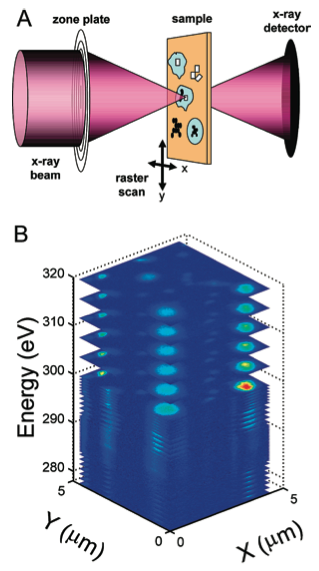 A
zone plate
sample
x-ray
detector
x-ray
beam
raster
scan
x
y
B
320
310
300
290
280
Energy (eV)
5
Y (μm)
0
0
X (μm)
5